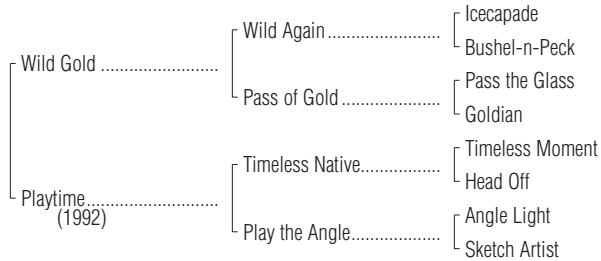 Icecapade
Wild Again
Bushel-n-Peck
Wild Gold
Pass the Glass
Pass of Gold
Goldian
Timeless Moment
Timeless Native
Head Off
Playtime
(1992)
Angle Light
Play the Angle
Sketch Artist